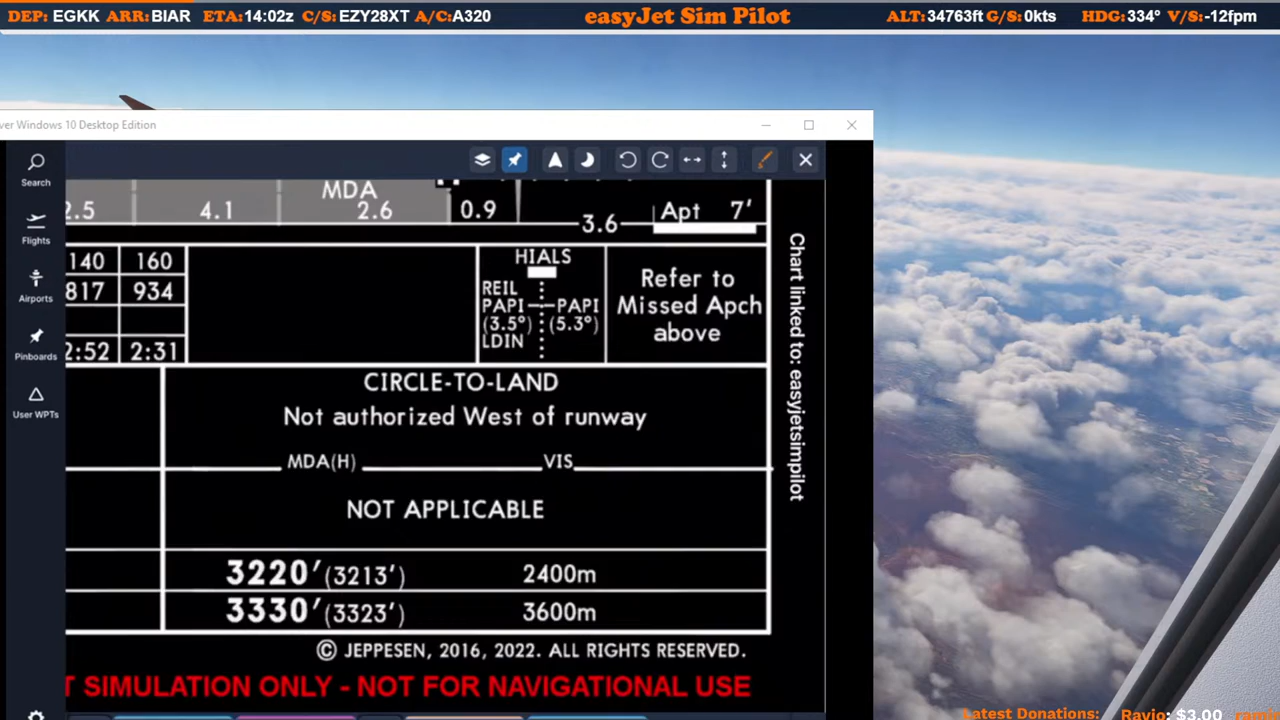 DEP: EGKK ARR: BIAR ETA: 14:02z C/S: EZY28XT A/C: A320 easyJet Sim Pilot ALT: 34763ft G/S: 0kts HDG: 334° V/S: -12fpm
ver Windows 10 Desktop Edition
Search
Flights
Airports
Pinboards
User WPTs
MDA
2.5 4.1 2.6 0.9 3.6 Apt 7'
140 160
817 934
2:52 2:31
HIALS
REIL
PAPI PAPI
(3.5°) (5.3°)
LDIN
Refer to
Missed Apch
above
CIRCLE-TO-LAND
Not authorized West of runway
MDA(H) VIS
NOT APPLICABLE
3220'(3213') 2400m
3330'(3323') 3600m
© JEPPESEN, 2016, 2022. ALL RIGHTS RESERVED.
Chart linked to: easyjetsimpilot
T SIMULATION ONLY - NOT FOR NAVIGATIONAL USE
Latest Donations: Ravio: $3.00